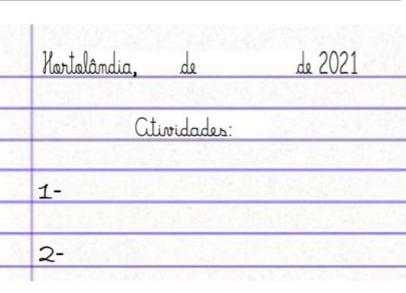 Hortolândia, de de 2021
Atividades:
1-
2-